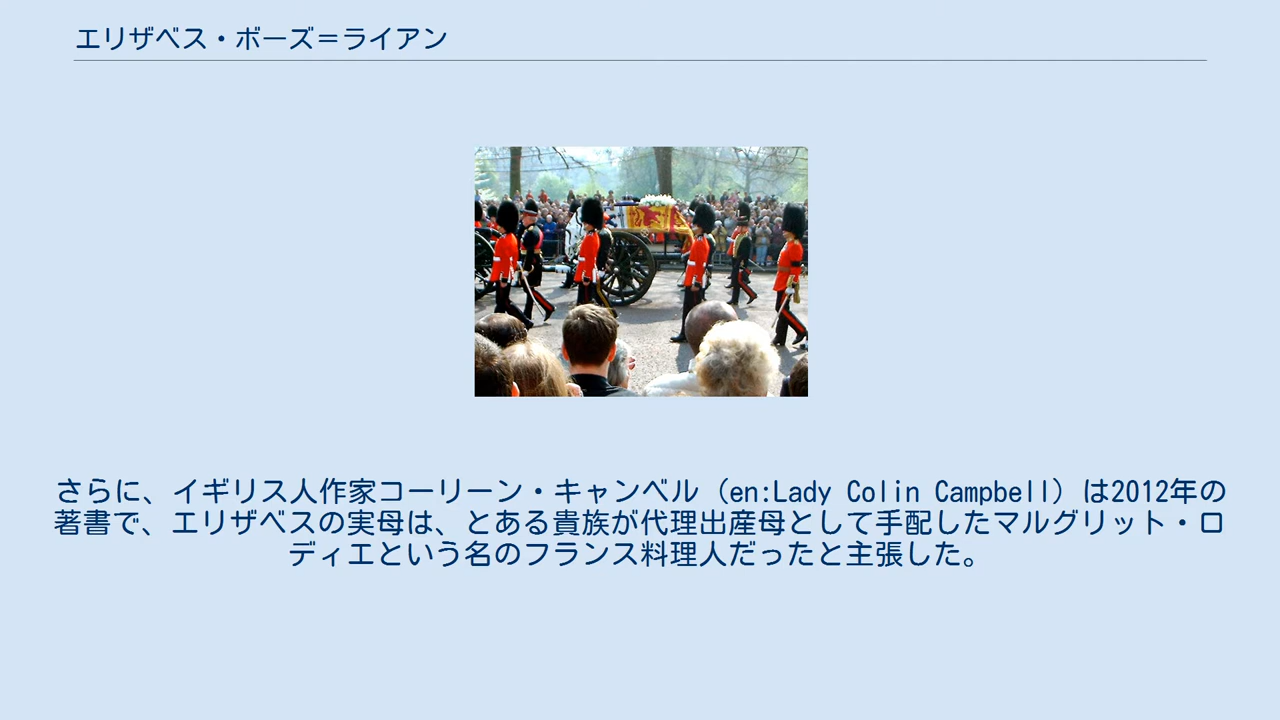 エリザベス・ボーズ＝ライアン
さらに、イギリス人作家コーリーン・キャンベル（en:Lady Colin Campbell）は2012年の
著書で、エリザベスの実母は、とある貴族が代理出産母として手配したマルグリット・ロ
ディエという名のフランス料理人だったと主張した。